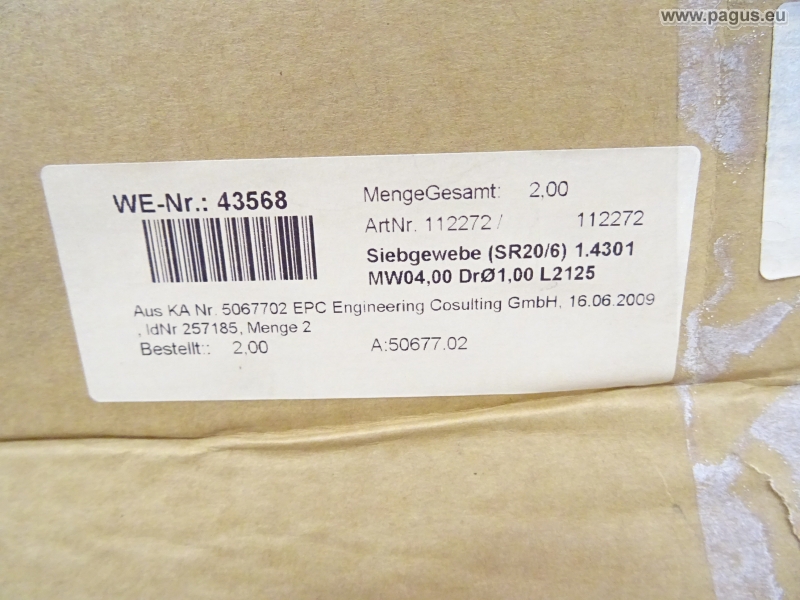 www.pagus.eu
WE-Nr.: 43568
MengeGesamt: 2,00
ArtNr. 112272 / 112272
Siebgewebe (SR20/6) 1.4301
MW04,00 DrØ1,00 L2125
Aus KA Nr. 5067702 EPC Engineering Cosulting GmbH, 16.06.2009
, IdNr 257185, Menge 2
Bestellt:: 2,00 A:50677.02